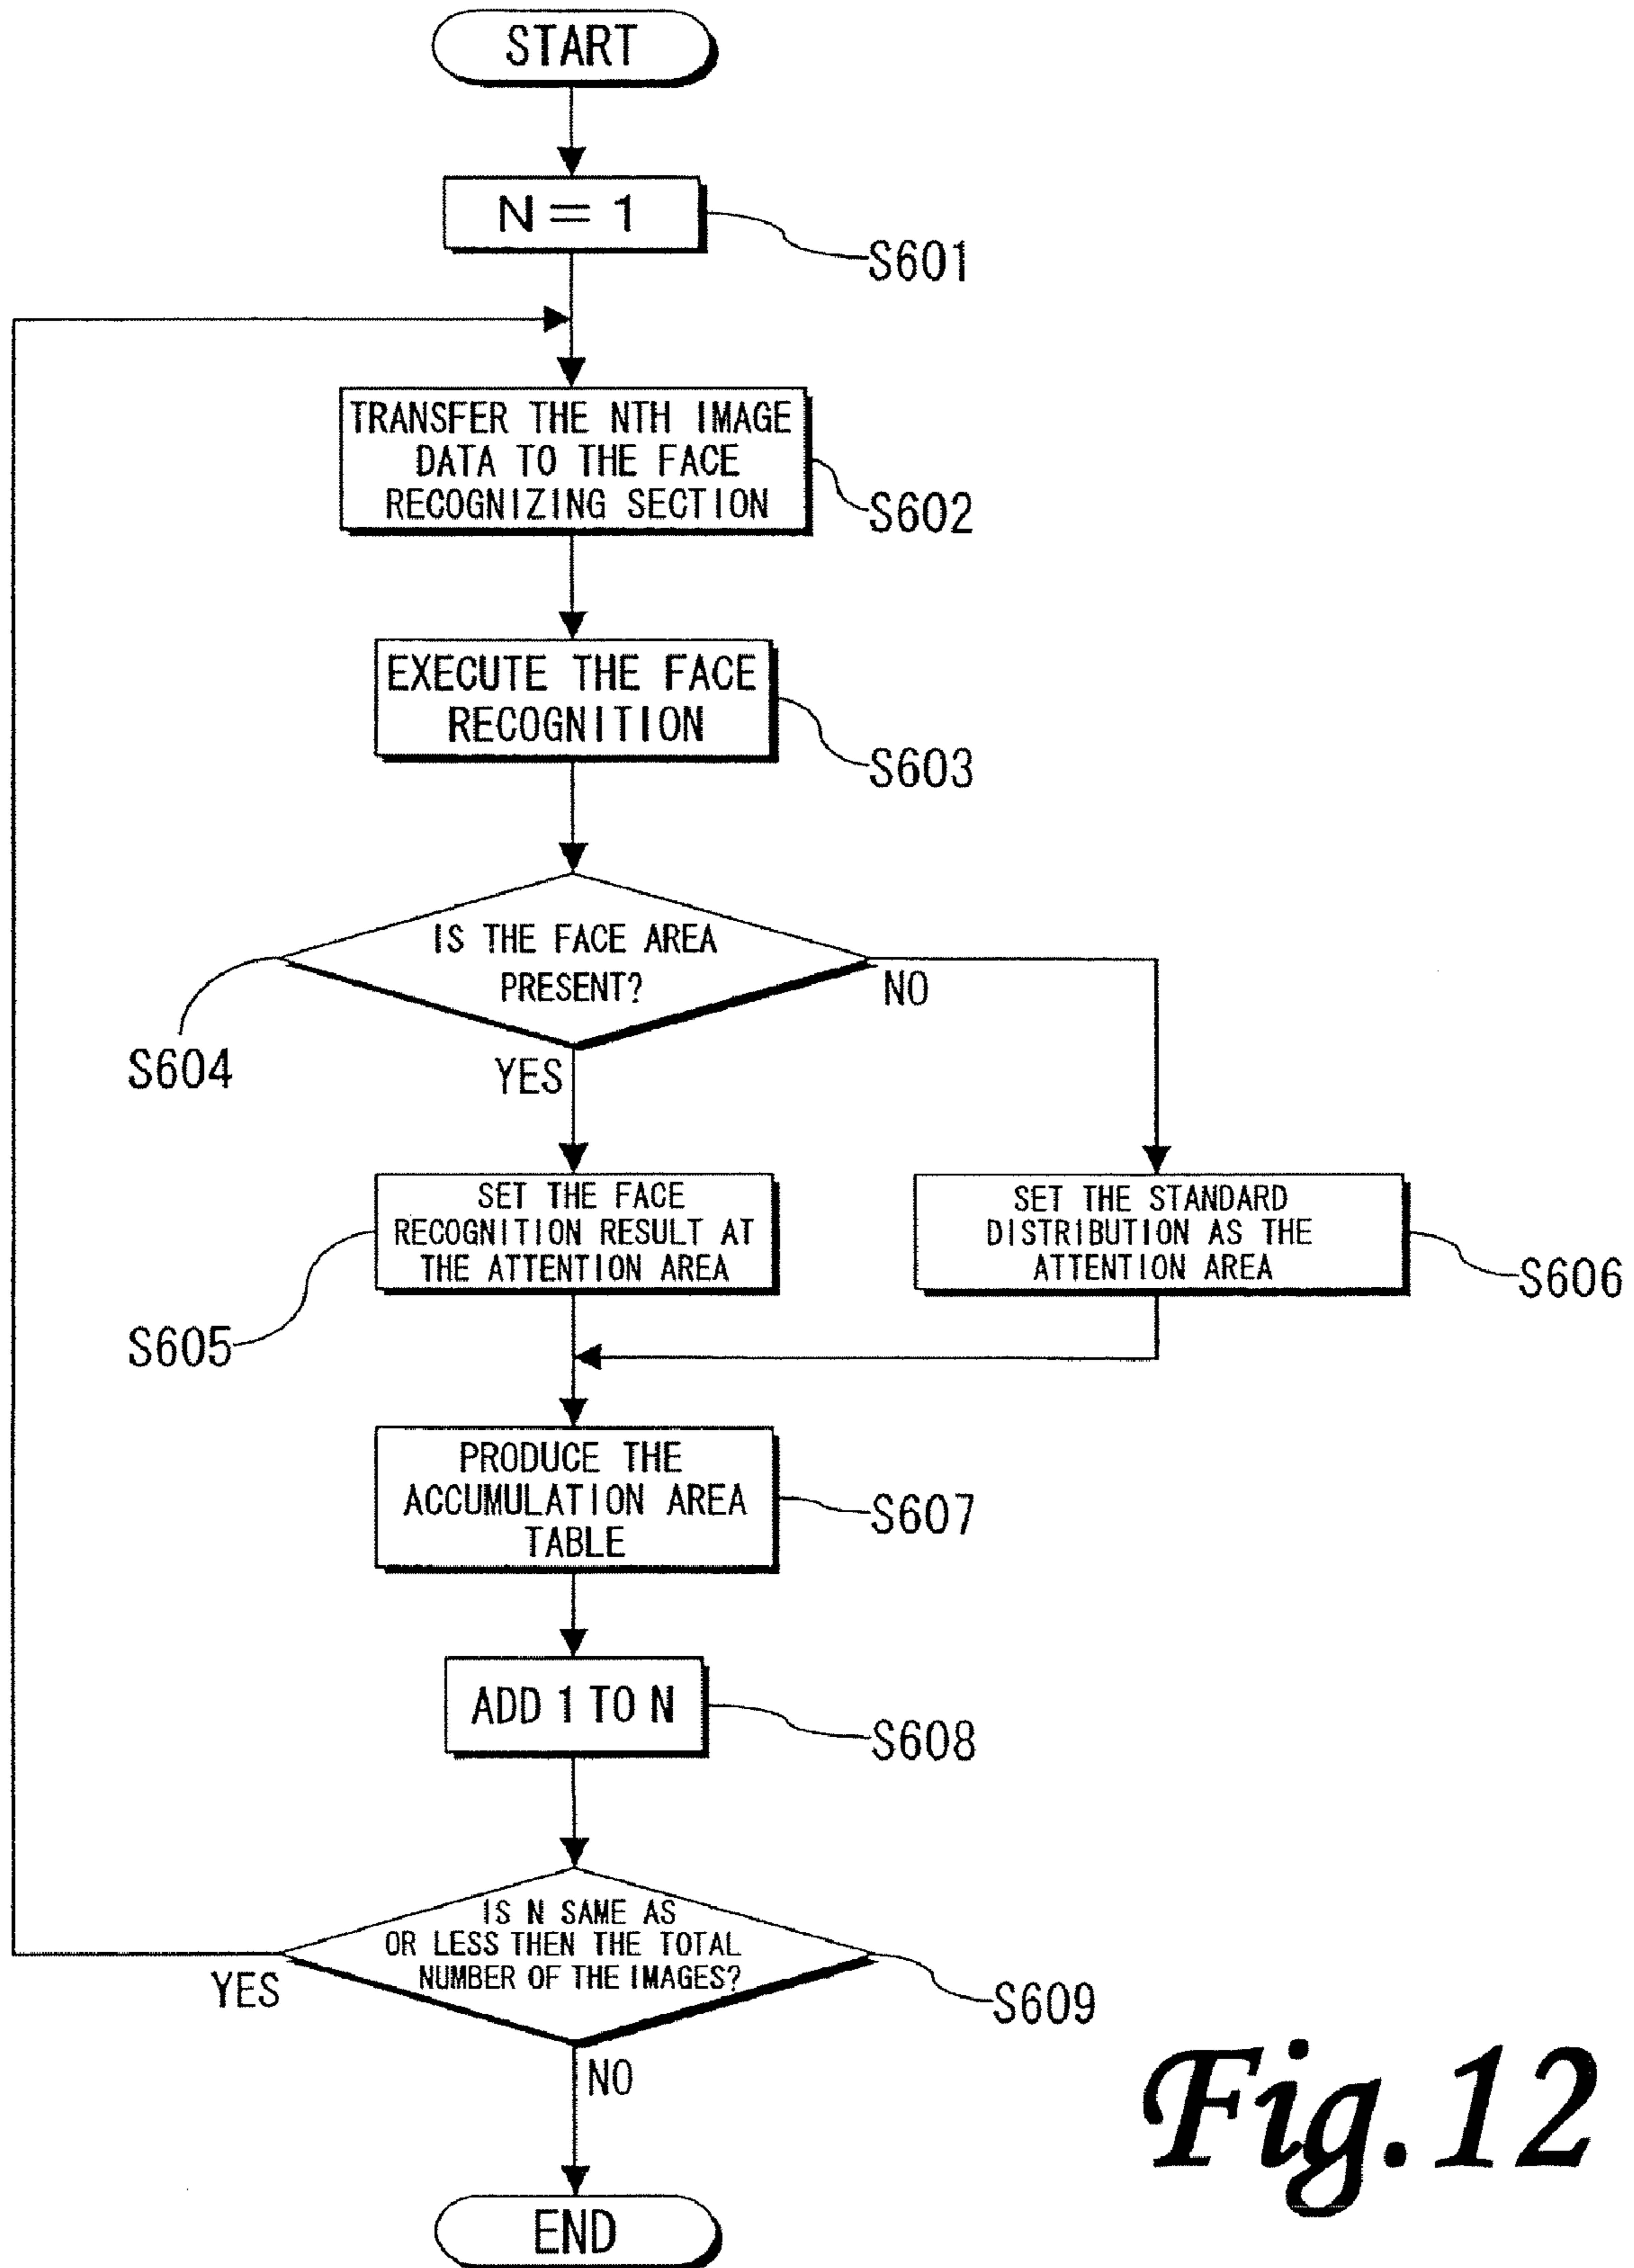 START
N = 1
S601
TRANSFER THE NTH IMAGE
DATA TO THE FACE
RECOGNIZING SECTION
S602
EXECUTE THE FACE
RECOGNITION
S603
IS THE FACE AREA
PRESENT?
NO
S604
YES
SET THE FACE
RECOGNITION RESULT AT
THE ATTENTION AREA
S605
SET THE STANDARD
DISTRIBUTION AS THE
ATTENTION AREA
S606
PRODUCE THE
ACCUMULATION AREA
TABLE
S607
ADD 1 TO N
S608
IS N SAME AS
OR LESS THEN THE TOTAL
NUMBER OF THE IMAGES?
YES
S609
NO
END
Fig.12